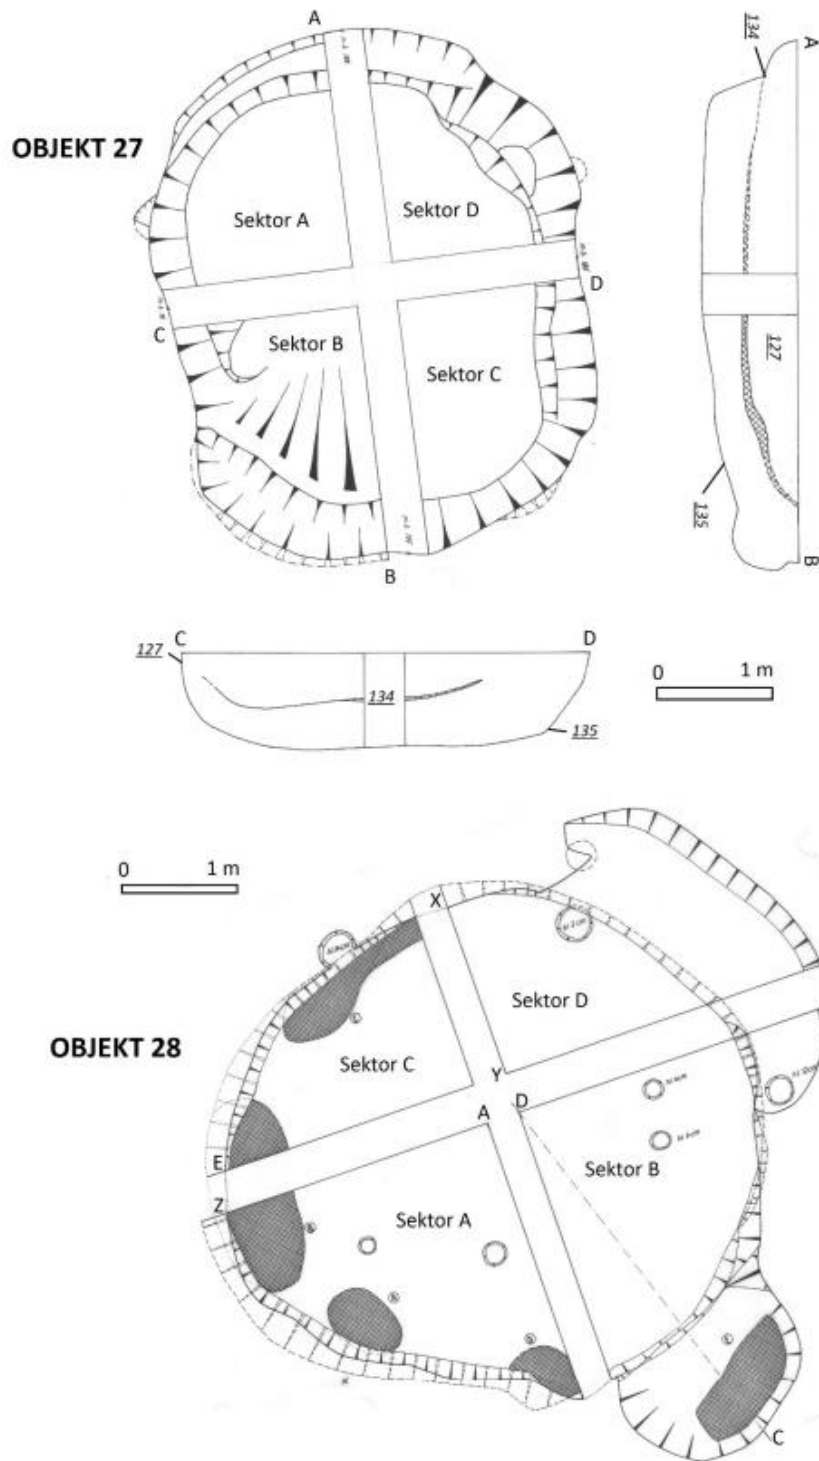 A
A
134
OBJEKT 27
Sektor A
Sektor D
D
C
Sektor B
Sektor C
127
135
B
B
C
D
127
134
135
0 1 m
0 1 m
X
Sektor D
OBJEKT 28
Sektor C
Y
A D
E
Sektor B
Z
Sektor A
C